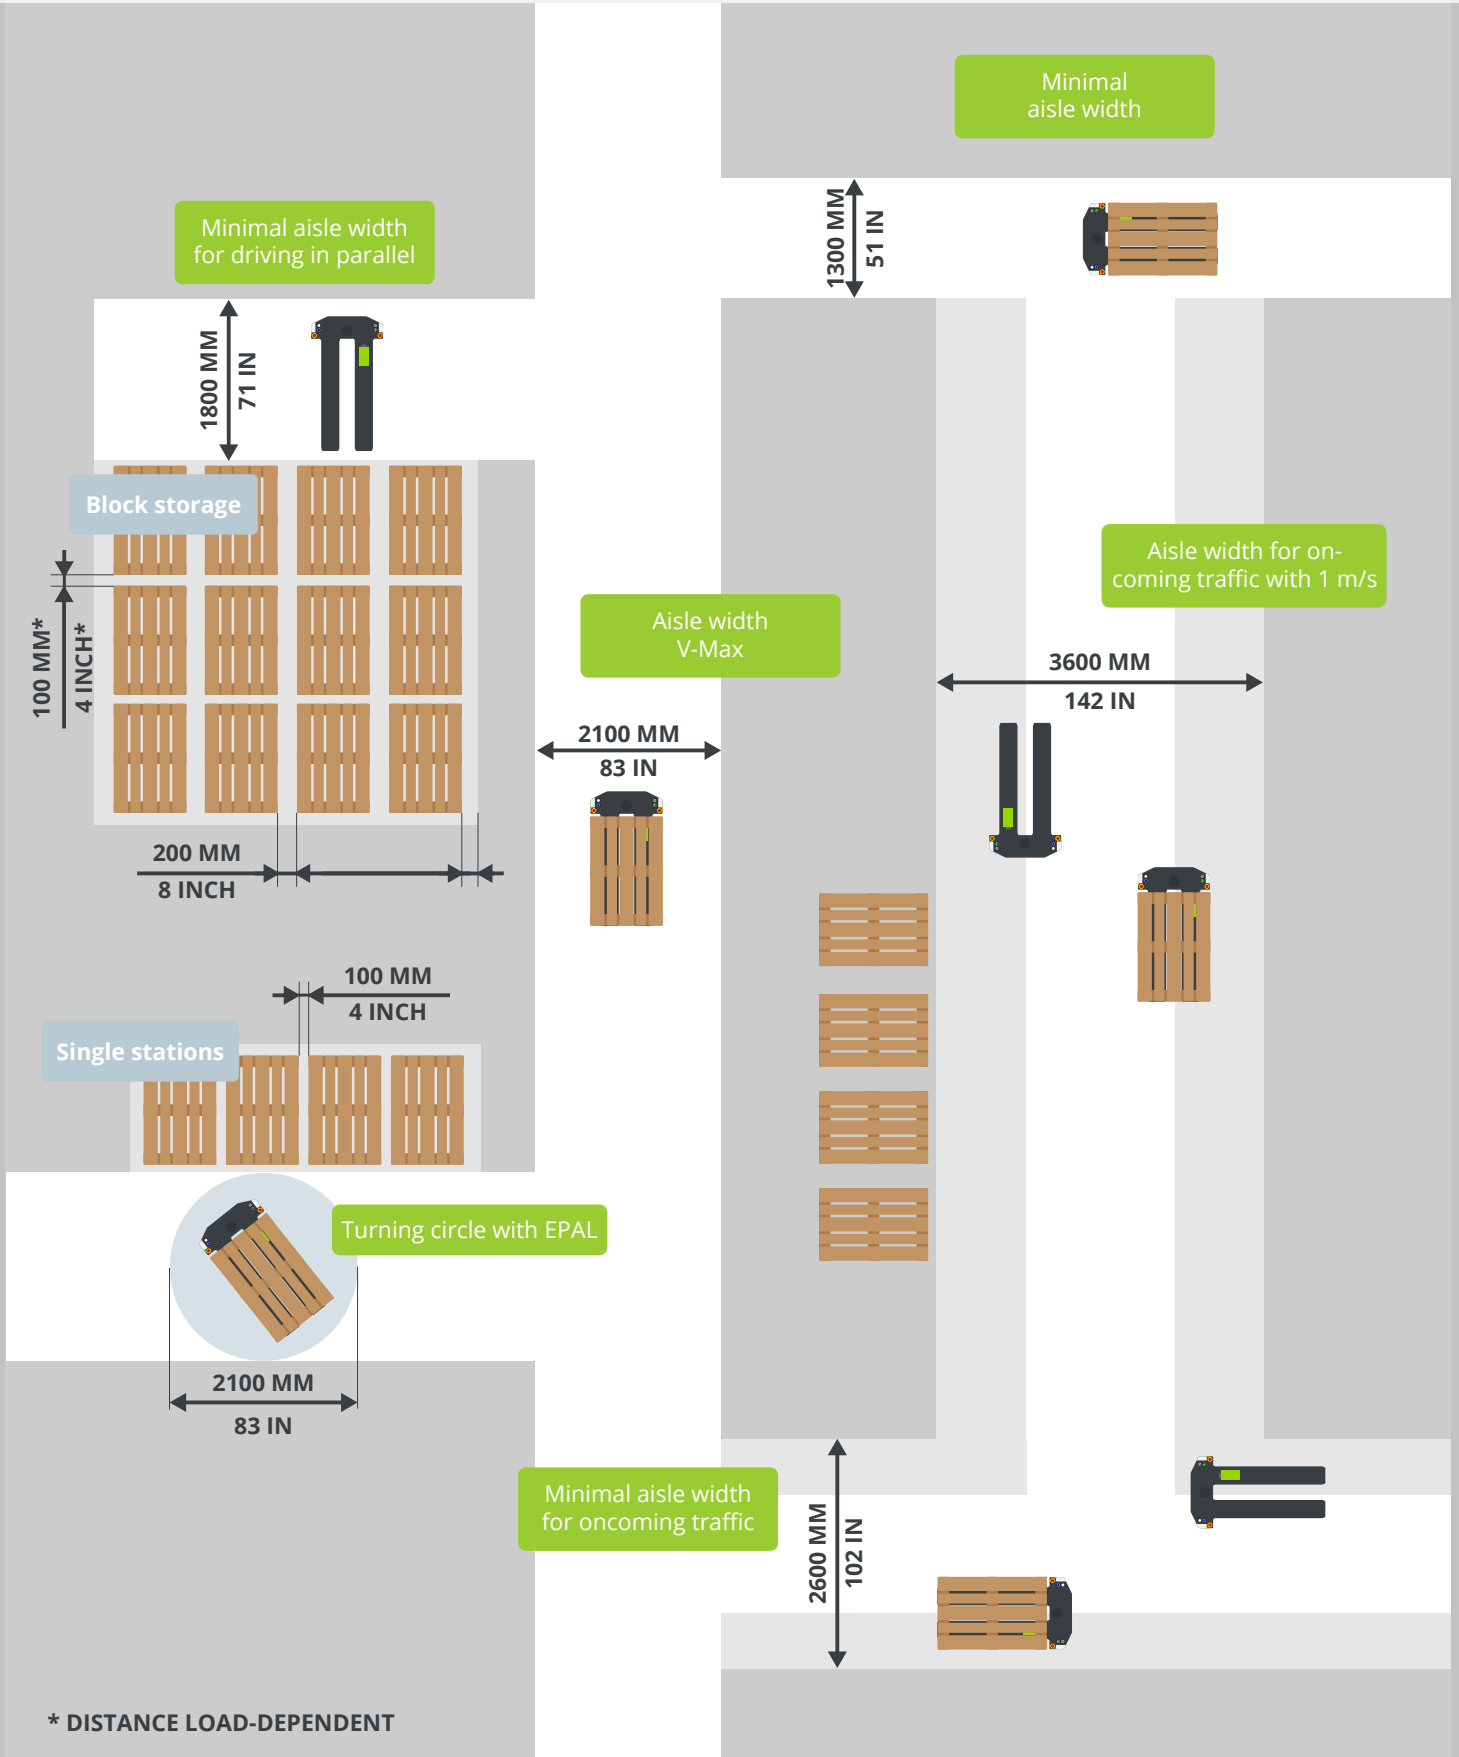 Minimal
aisle width
1300 MM
51 IN
Minimal aisle width
for driving in parallel
1800 MM
71 IN
Block storage
100 MM*
4 INCH*
200 MM
8 INCH
Aisle width
V-Max
2100 MM
83 IN
Aisle width for on-
coming traffic with 1 m/s
3600 MM
142 IN
100 MM
4 INCH
Single stations
Turning circle with EPAL
2100 MM
83 IN
Minimal aisle width
for oncoming traffic
2600 MM
102 IN
* DISTANCE LOAD-DEPENDENT